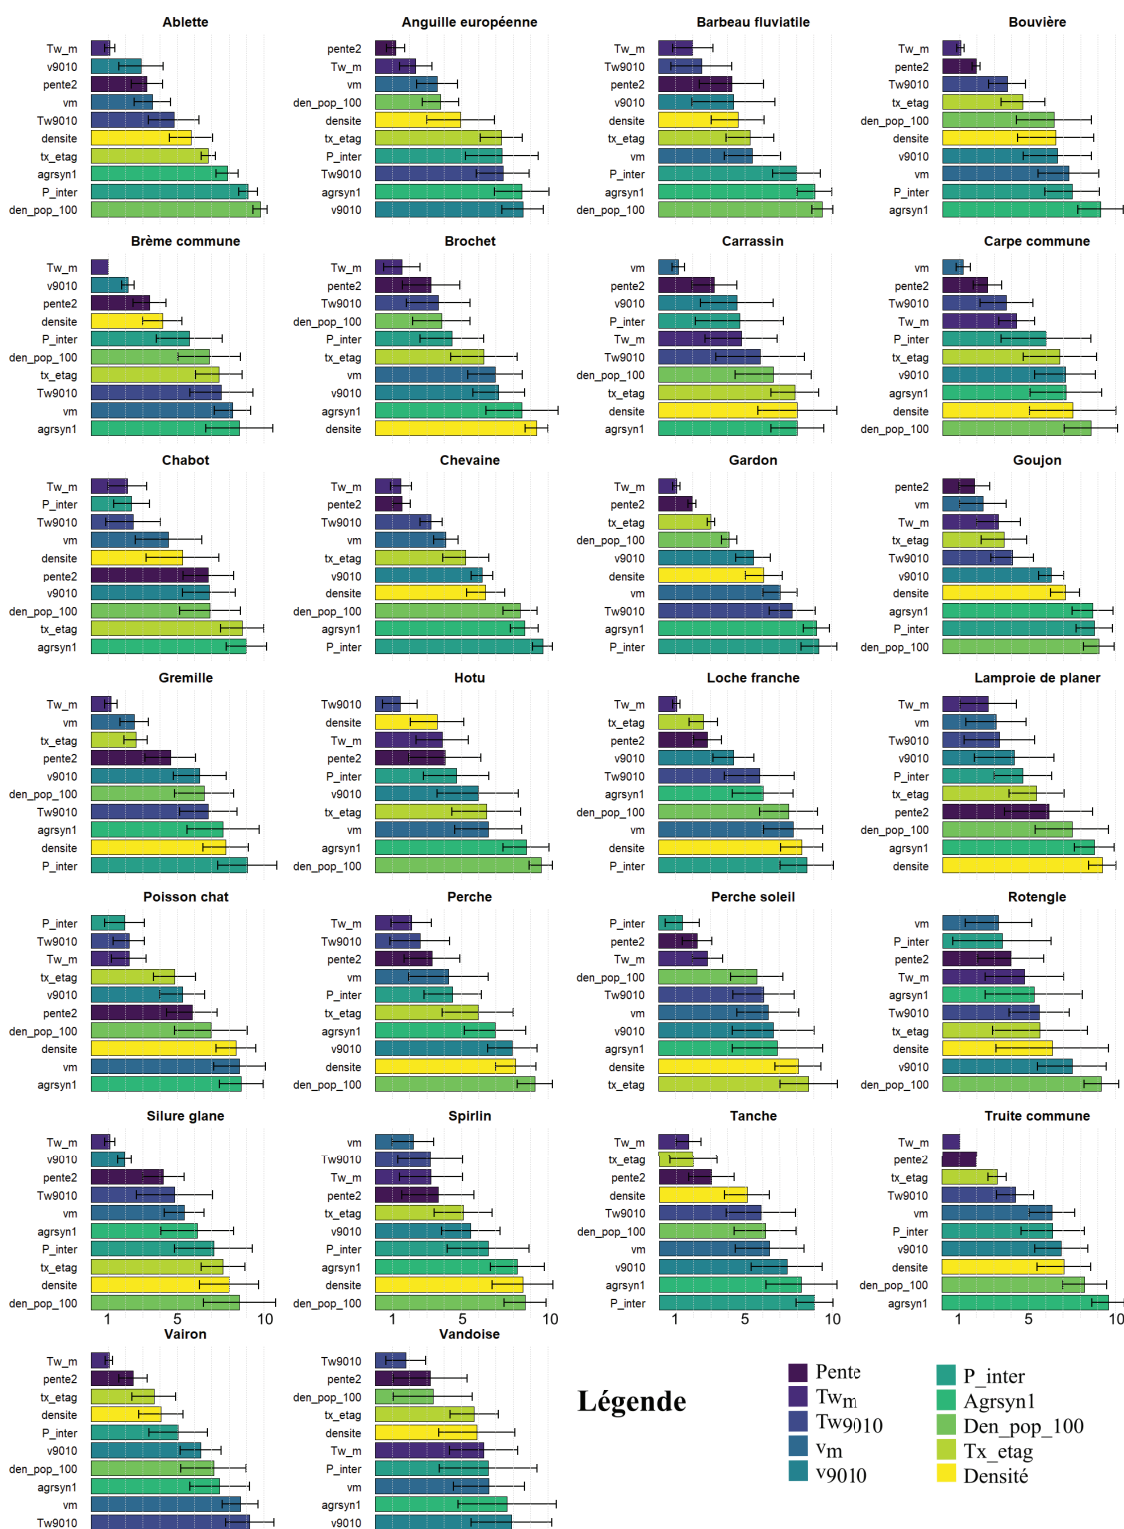 Ablette
Tw_m
v9010
pente2
vm
Tw9010
densite
tx_etag
agrsyn1
P_inter
den_pop_100
Anguille européenne
pente2
Tw_m
vm
den_pop_100
densite
tx_etag
P_inter
Tw9010
agrsyn1
v9010
Barbeau fluviatile
Tw_m
Tw9010
pente2
v9010
densite
tx_etag
vm
P_inter
agrsyn1
den_pop_100
Bouvière
Tw_m
pente2
Tw9010
tx_etag
den_pop_100
densite
v9010
vm
P_inter
agrsyn1
Brème commune
Tw_m
v9010
pente2
densite
P_inter
den_pop_100
tx_etag
Tw9010
vm
agrsyn1
Brochet
Tw_m
pente2
Tw9010
den_pop_100
P_inter
tx_etag
vm
v9010
agrsyn1
densite
Carrassin
vm
pente2
v9010
P_inter
Tw_m
Tw9010
den_pop_100
tx_etag
densite
agrsyn1
Carpe commune
vm
pente2
Tw9010
Tw_m
P_inter
tx_etag
v9010
agrsyn1
densite
den_pop_100
Chabot
Tw_m
P_inter
Tw9010
vm
densite
pente2
v9010
den_pop_100
tx_etag
agrsyn1
Chevaine
Tw_m
pente2
Tw9010
vm
tx_etag
v9010
densite
den_pop_100
agrsyn1
P_inter
Gardon
Tw_m
pente2
tx_etag
den_pop_100
v9010
densite
vm
Tw9010
agrsyn1
P_inter
Goujon
pente2
vm
Tw_m
tx_etag
Tw9010
v9010
densite
agrsyn1
P_inter
den_pop_100
Gremille
Tw_m
vm
tx_etag
pente2
v9010
den_pop_100
Tw9010
agrsyn1
densite
P_inter
Hotu
Tw9010
densite
Tw_m
pente2
P_inter
v9010
tx_etag
vm
agrsyn1
den_pop_100
Loche franche
Tw_m
tx_etag
pente2
v9010
Tw9010
agrsyn1
den_pop_100
vm
densite
P_inter
Lamproie de planer
Tw_m
vm
Tw9010
v9010
P_inter
tx_etag
pente2
den_pop_100
agrsyn1
densite
Poisson chat
P_inter
Tw9010
Tw_m
tx_etag
v9010
pente2
den_pop_100
densite
vm
agrsyn1
Perche
Tw_m
Tw9010
pente2
vm
P_inter
tx_etag
agrsyn1
v9010
densite
den_pop_100
Perche soleil
P_inter
pente2
Tw_m
den_pop_100
Tw9010
vm
v9010
agrsyn1
densite
tx_etag
Rotengle
vm
P_inter
pente2
Tw_m
agrsyn1
Tw9010
tx_etag
densite
v9010
den_pop_100
Silure glane
Tw_m
v9010
pente2
Tw9010
vm
agrsyn1
P_inter
tx_etag
densite
den_pop_100
1 5 10
Spirlin
vm
Tw9010
Tw_m
pente2
tx_etag
v9010
P_inter
agrsyn1
densite
den_pop_100
1 5 10
Tanche
Tw_m
tx_etag
pente2
densite
Tw9010
den_pop_100
vm
v9010
agrsyn1
P_inter
1 5 10
Truite commune
Tw_m
pente2
tx_etag
Tw9010
vm
P_inter
v9010
densite
den_pop_100
agrsyn1
1 5 10
Vairon
Tw_m
pente2
tx_etag
densite
P_inter
v9010
den_pop_100
agrsyn1
vm
Tw9010
Vandoise
Tw9010
pente2
den_pop_100
tx_etag
densite
Tw_m
P_inter
vm
agrsyn1
v9010
Légende
Pente
Twm
Tw9010
vm
v9010
P_inter
Agrsyn1
Den_pop_100
Tx_etag
Densité